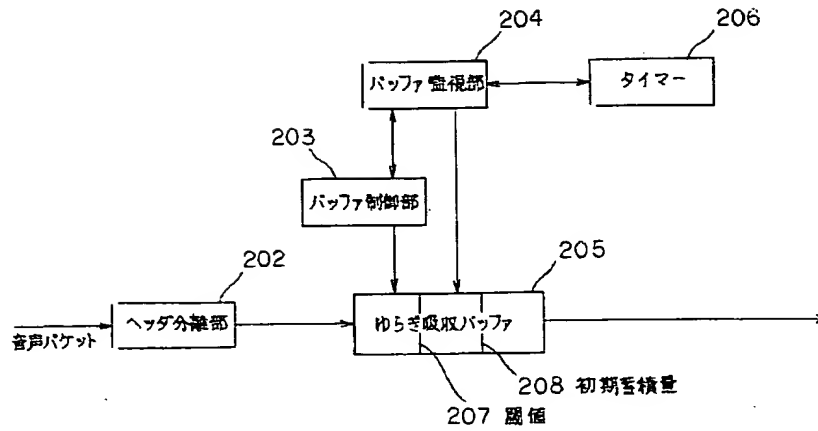 204
206
バッファ監視部
タイマー
203
バッファ制御部
202
205
ヘッダ分離部
ゆらぎ吸収バッファ
音声パケット
208 初期蓄積量
207 閾値